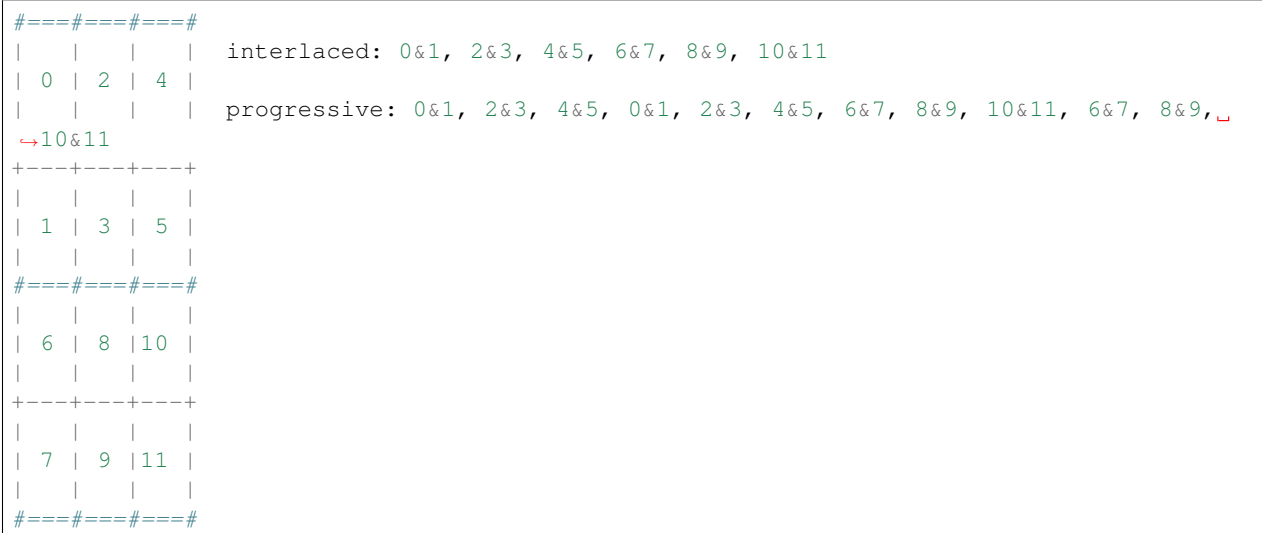 #===#===#===#
|   |   |   |  interlaced: 0&1, 2&3, 4&5, 6&7, 8&9, 10&11
| 0 | 2 | 4 |
|   |   |   |  progressive: 0&1, 2&3, 4&5, 0&1, 2&3, 4&5, 6&7, 8&9, 10&11, 6&7, 8&9,␣
↪10&11
+---+---+---+
|   |   |   |
| 1 | 3 | 5 |
|   |   |   |
#===#===#===#
|   |   |   |
| 6 | 8 |10 |
|   |   |   |
+---+---+---+
|   |   |   |
| 7 | 9 |11 |
|   |   |   |
#===#===#===#